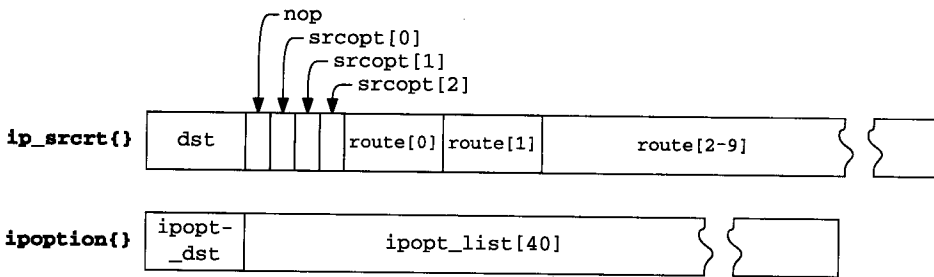 nop
srcopt[0]
srcopt[1]
srcopt[2]
ip_srcrt{} dst route[0] route[1] route[2-9]
ipoption{} ipopt-
_dst ipopt_list[40]